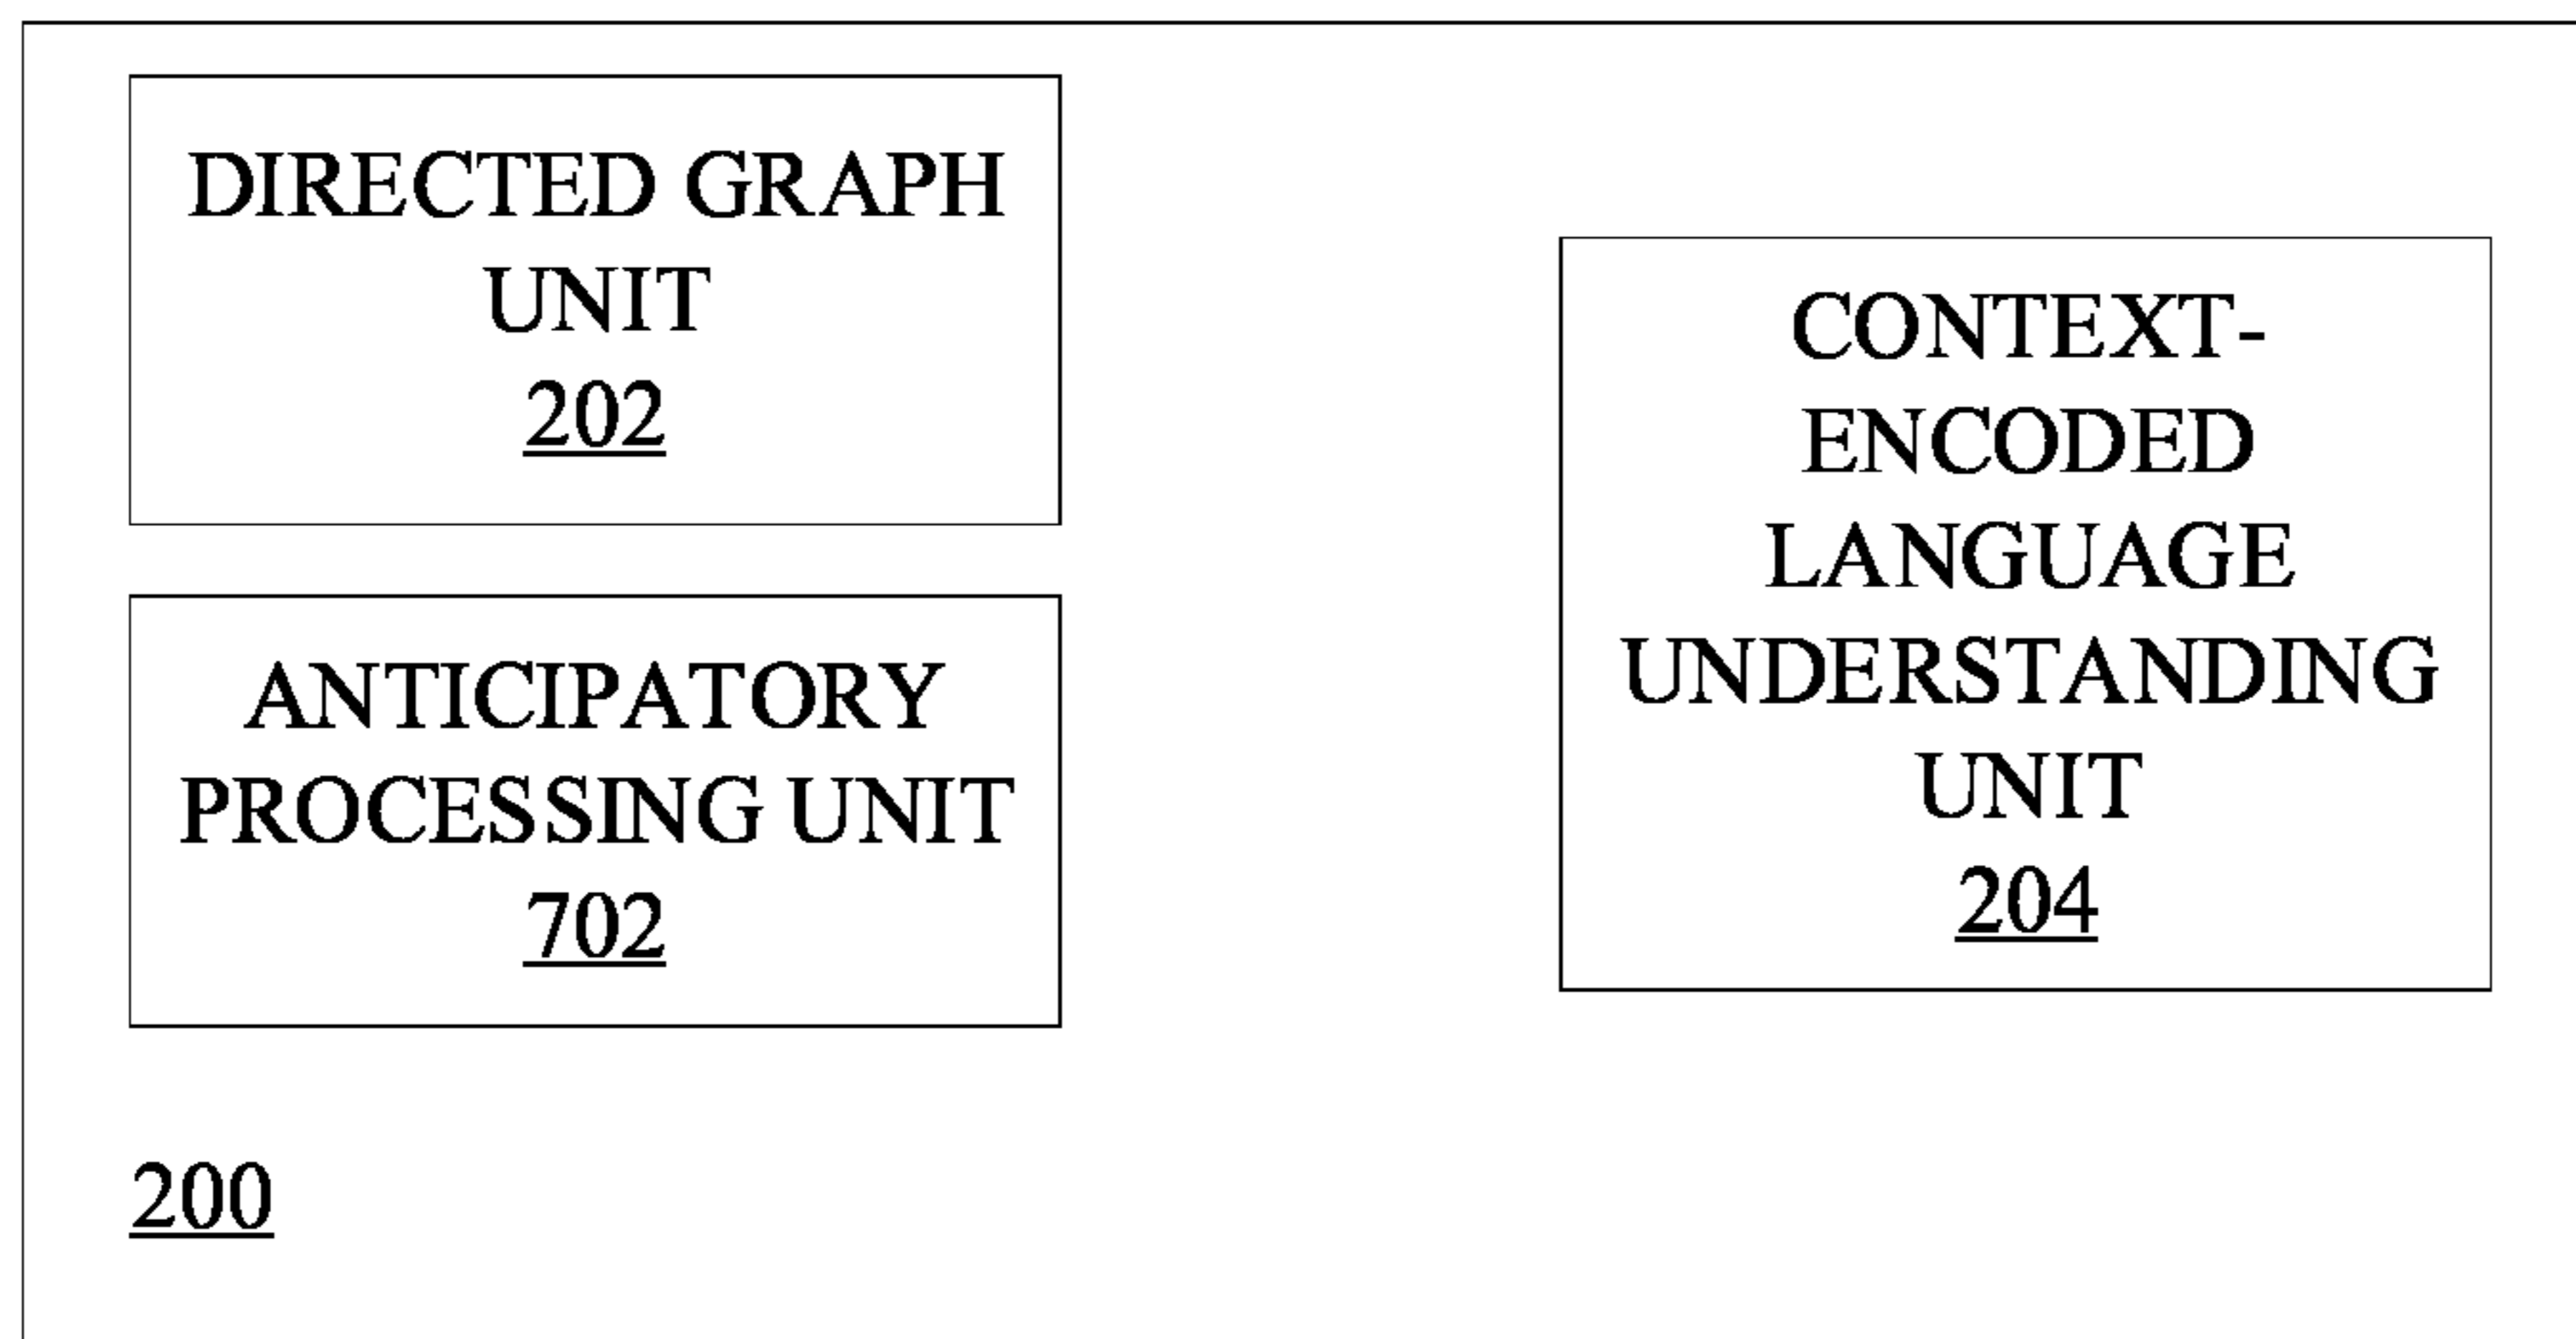 DIRECTED GRAPH
UNIT
202
ANTICIPATORY
PROCESSING UNIT
702
CONTEXT-
ENCODED
LANGUAGE
UNDERSTANDING
UNIT
204
200